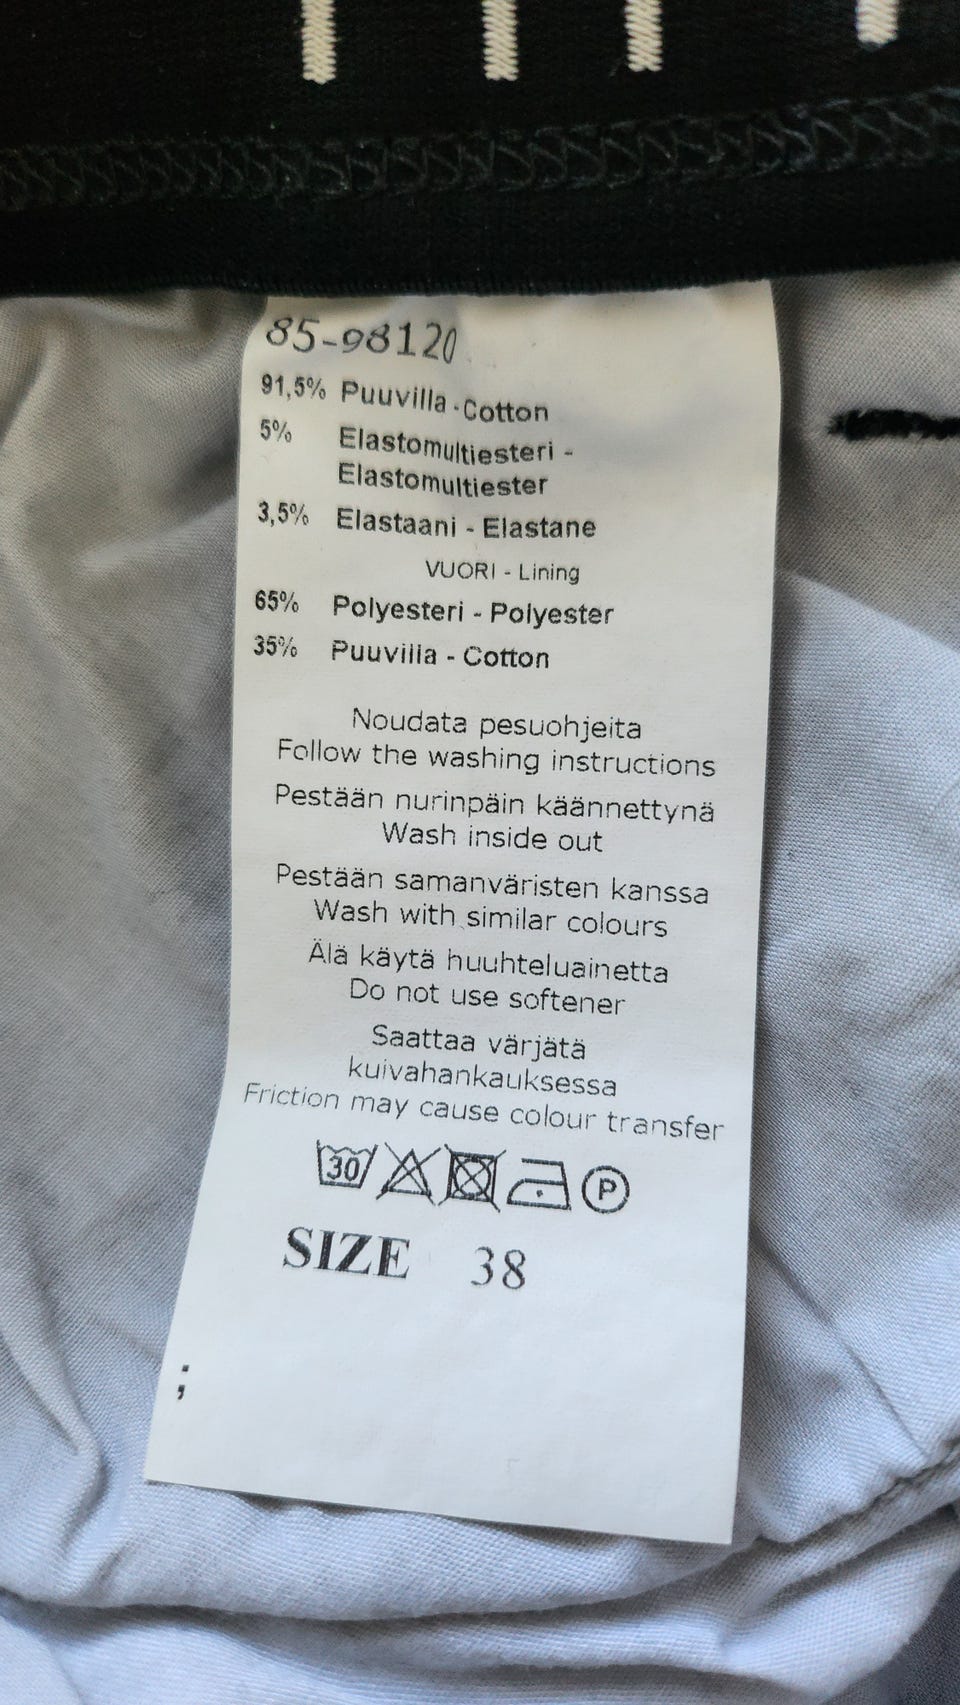 85-98120
91,5% Puuvilla - Cotton
5% Elastomultiesteri -
Elastomultiester
3,5% Elastaani - Elastane
VUORI - Lining
65% Polyesteri - Polyester
35% Puuvilla - Cotton
Noudata pesuohjeita
Follow the washing instructions
Pestään nurinpäin käännettynä
Wash inside out
Pestään samanväristen kanssa
Wash with similar colours
Älä käytä huuhteluainetta
Do not use softener
Saattaa värjätä
kuivahankauksessa
Friction may cause colour transfer
30 P
SIZE 38
;